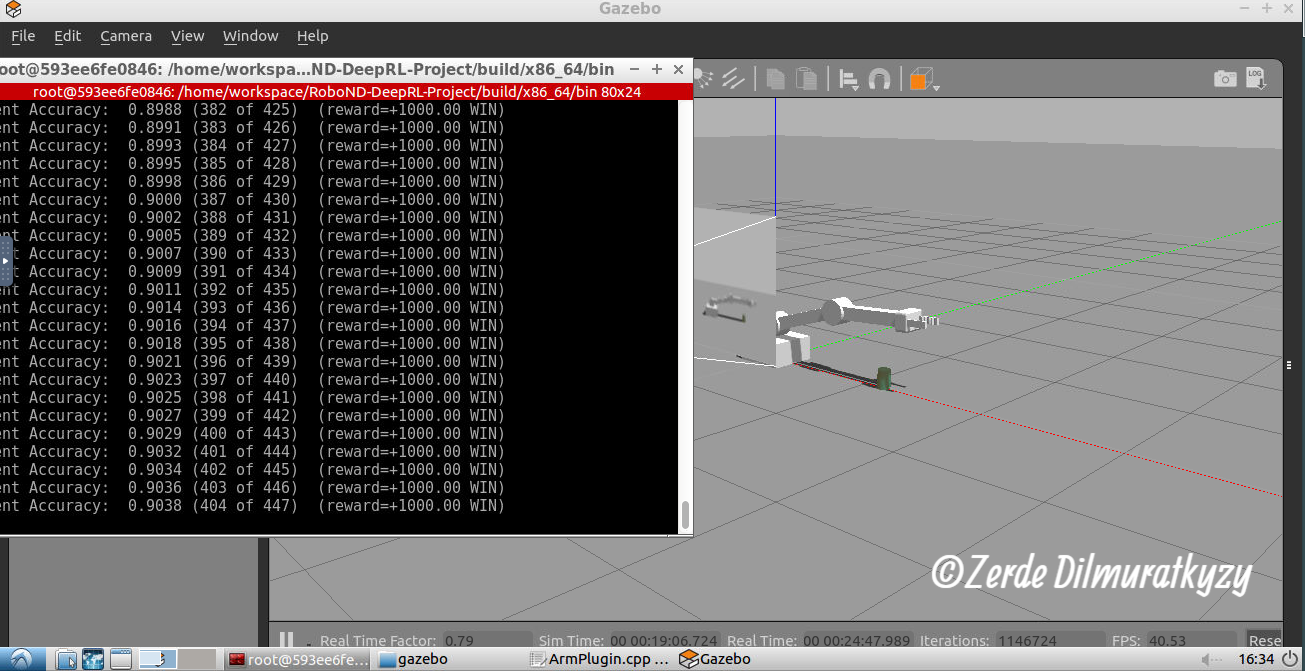 Gazebo
File Edit Camera View Window Help
oot@593ee6fe0846: /home/workspa...ND-DeepRL-Project/build/x86_64/bin
root@593ee6fe0846: /home/workspace/RoboND-DeepRL-Project/build/x86_64/bin 80x24
ent Accuracy: 0.8988 (382 of 425) (reward=+1000.00 WIN)
ent Accuracy: 0.8991 (383 of 426) (reward=+1000.00 WIN)
ent Accuracy: 0.8993 (384 of 427) (reward=+1000.00 WIN)
ent Accuracy: 0.8995 (385 of 428) (reward=+1000.00 WIN)
ent Accuracy: 0.8998 (386 of 429) (reward=+1000.00 WIN)
ent Accuracy: 0.9000 (387 of 430) (reward=+1000.00 WIN)
ent Accuracy: 0.9002 (388 of 431) (reward=+1000.00 WIN)
ent Accuracy: 0.9005 (389 of 432) (reward=+1000.00 WIN)
ent Accuracy: 0.9007 (390 of 433) (reward=+1000.00 WIN)
ent Accuracy: 0.9009 (391 of 434) (reward=+1000.00 WIN)
ent Accuracy: 0.9011 (392 of 435) (reward=+1000.00 WIN)
ent Accuracy: 0.9014 (393 of 436) (reward=+1000.00 WIN)
ent Accuracy: 0.9016 (394 of 437) (reward=+1000.00 WIN)
ent Accuracy: 0.9018 (395 of 438) (reward=+1000.00 WIN)
ent Accuracy: 0.9021 (396 of 439) (reward=+1000.00 WIN)
ent Accuracy: 0.9023 (397 of 440) (reward=+1000.00 WIN)
ent Accuracy: 0.9025 (398 of 441) (reward=+1000.00 WIN)
ent Accuracy: 0.9027 (399 of 442) (reward=+1000.00 WIN)
ent Accuracy: 0.9029 (400 of 443) (reward=+1000.00 WIN)
ent Accuracy: 0.9032 (401 of 444) (reward=+1000.00 WIN)
ent Accuracy: 0.9034 (402 of 445) (reward=+1000.00 WIN)
ent Accuracy: 0.9036 (403 of 446) (reward=+1000.00 WIN)
ent Accuracy: 0.9038 (404 of 447) (reward=+1000.00 WIN)
LOG
©Zerde Dilmuratkyzy
Real Time Factor: 0.79 Sim Time: 00 00:19:06.724 Real Time: 00 00:24:47.989 Iterations: 1146724 FPS: 40.53 Rese
root@593ee6fe... gazebo ArmPlugin.cpp ... Gazebo 16:34